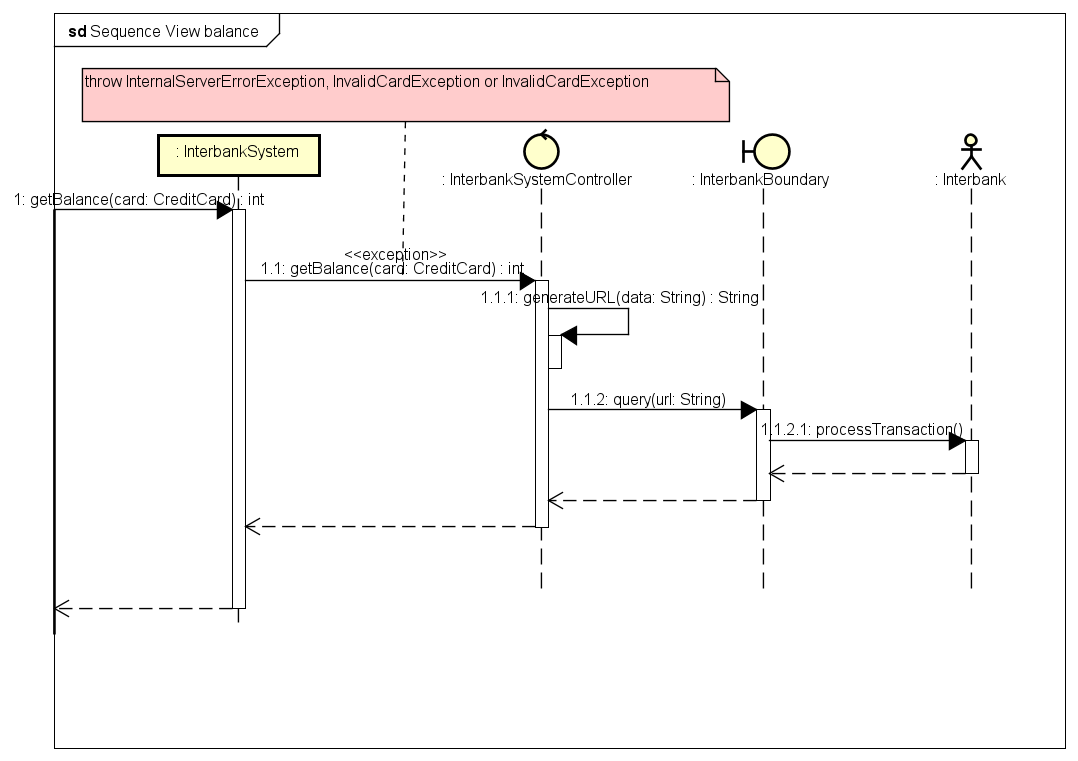 sd Sequence View balance
throw InternalServerErrorException, InvalidCardException or InvalidCardException
: InterbankSystem
: InterbankSystemController
: InterbankBoundary
: Interbank
1: getBalance(card: CreditCard) : int
<<exception>>
1.1: getBalance(card: CreditCard) : int
1.1.1: generateURL(data: String) : String
1.1.2: query(url: String)
1.1.2.1: processTransaction()